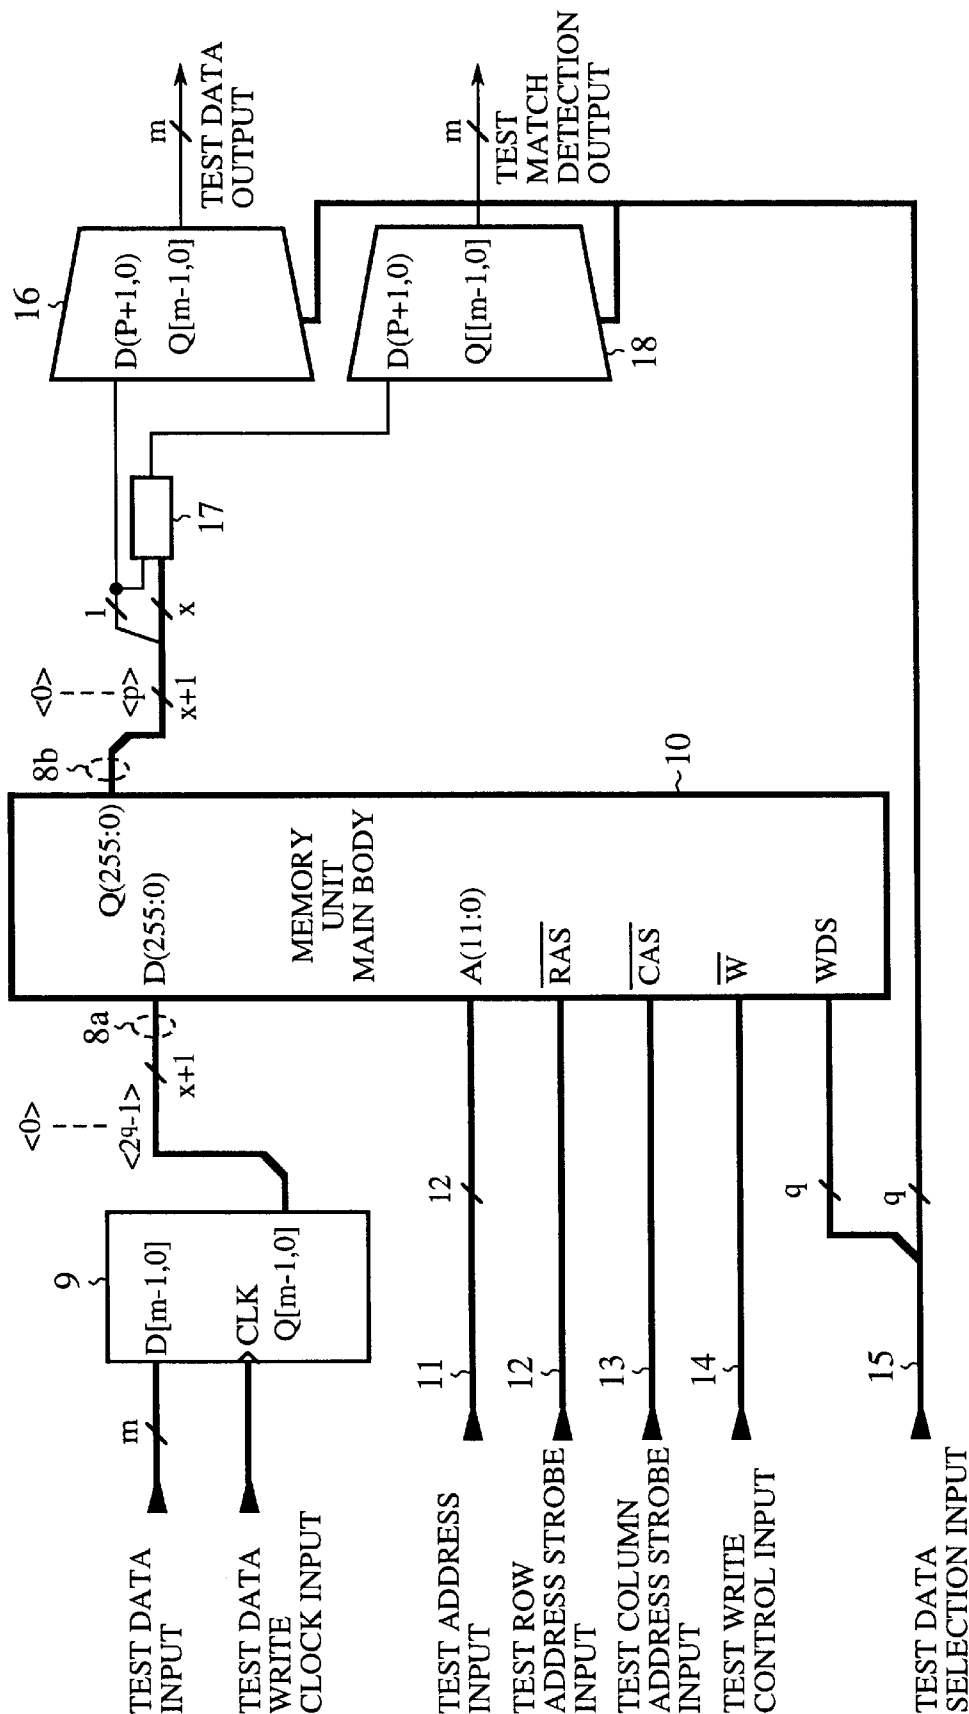 TEST DATA
INPUT
m
TEST DATA
WRITE
CLOCK INPUT
9
D[m-1,0]
CLK
Q[m-1,0]
<0>
<2q-1>
x+1
8a
TEST ADDRESS
INPUT
11
12
TEST ROW
ADDRESS STROBE
INPUT
12
TEST COLUMN
ADDRESS STROBE
INPUT
13
TEST WRITE
CONTROL INPUT
14
TEST DATA
SELECTION INPUT
15
q
q
Q(255:0)
D(255:0)
MEMORY
UNIT
MAIN BODY
A(11:0)
RAS
CAS
W
WDS
10
8b
<0>
<p>
x+1
1
x
17
16
D(P+1,0)
Q[m-1,0]
m
TEST DATA
OUTPUT
D(P+1,0)
Q[[m-1,0]
18
m
TEST
MATCH
DETECTION
OUTPUT